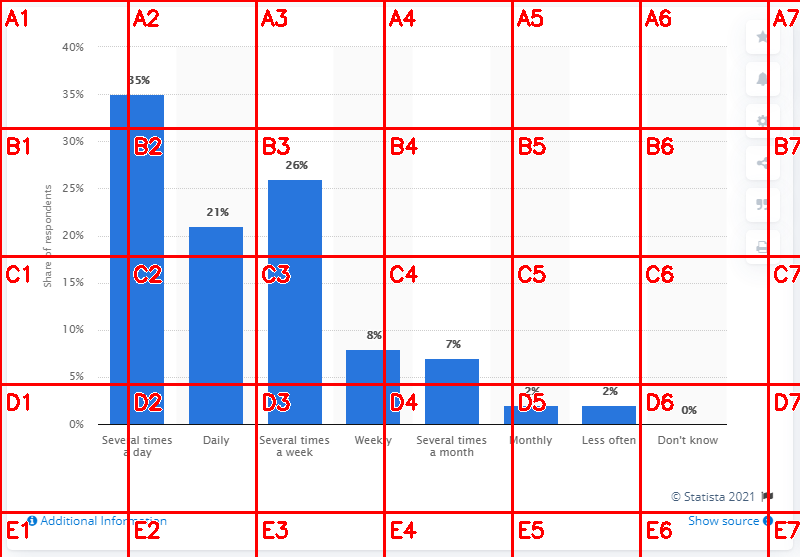 A1 A2 A3 A4 A5 A6 A7
40%
35%
35%
B1 B2 B3 B4 B5 B6 B7
30%
26%
25%
21%
20%
Share of respondents
C1 C2 C3 C4 C5 C6 C7
15%
10%
8%
7%
5%
D1 D2 D3 D4 D5 D6 D7
2%
2%
0%
0%
Several times a day
Daily
Several times a week
Weekly
Several times a month
Monthly
Less often
Don't know
© Statista 2021
Additional Information
Show source
E1 E2 E3 E4 E5 E6 E7